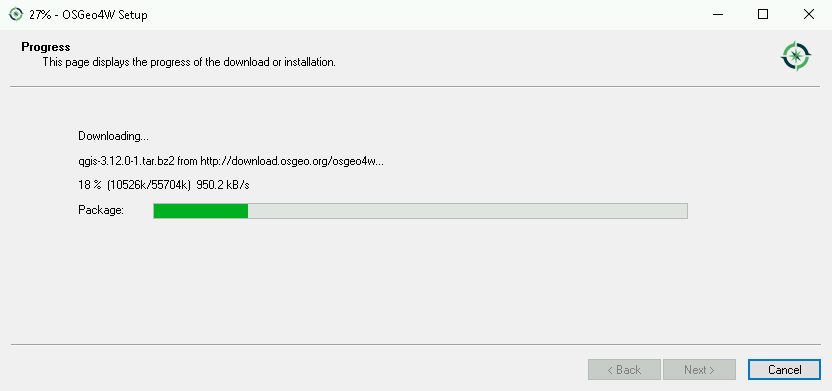 27% - OSGeo4W Setup
Progress
This page displays the progress of the download or installation.
Downloading...
qgis-3.12.0-1.tar.bz2 from http://download.osgeo.org/osgeo4w...
18 % (10526k/55704k) 950.2 kB/s
Package:
< Back Next > Cancel